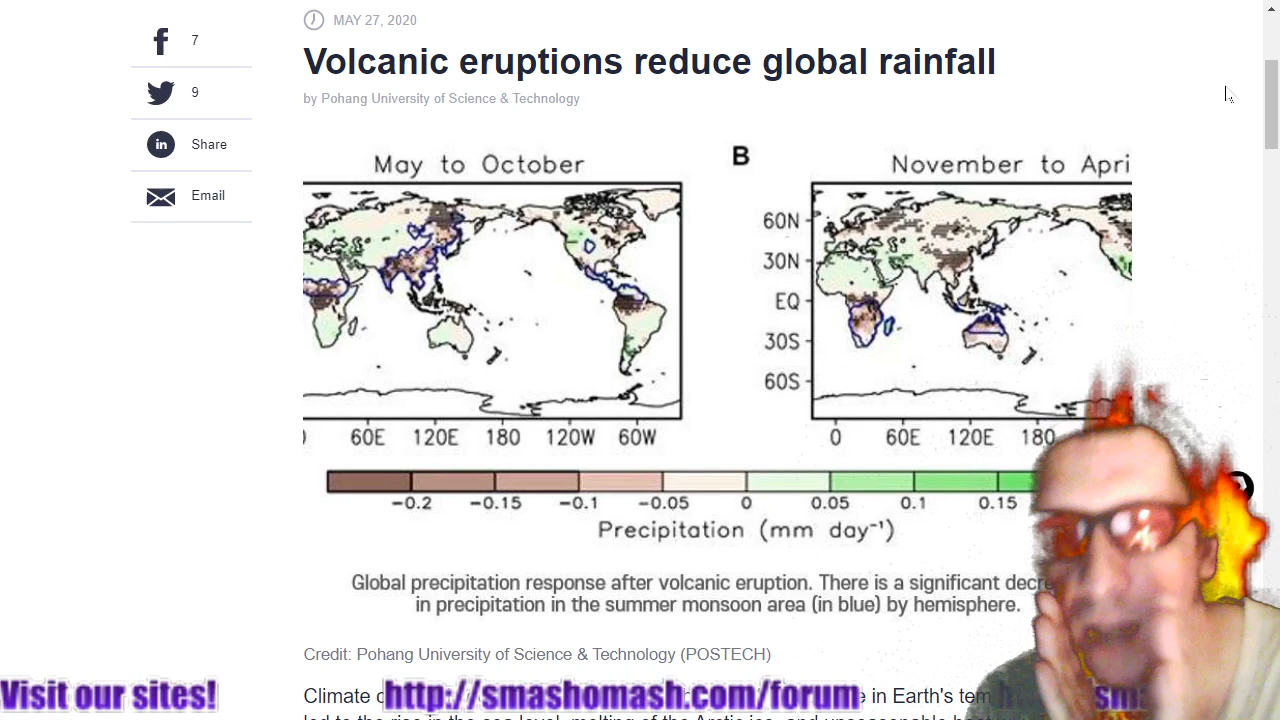 MAY 27, 2020
Volcanic eruptions reduce global rainfall
by Pohang University of Science & Technology
7
9
Share
Email
May to October
B
November to Apri
60N
30N
EQ
30S
60S
60E 120E 180 120W 60W
0 60E 120E 180
−0.2 −0.15 −0.1 −0.05 0 0.05 0.1 0.15
Precipitation (mm day⁻¹)
Global precipitation response after volcanic eruption. There is a significant decre
in precipitation in the summer monsoon area (in blue) by hemisphere.
Credit: Pohang University of Science & Technology (POSTECH)
Climate e in Earth's tem
Visit our sites! http://smashomash.com/forum